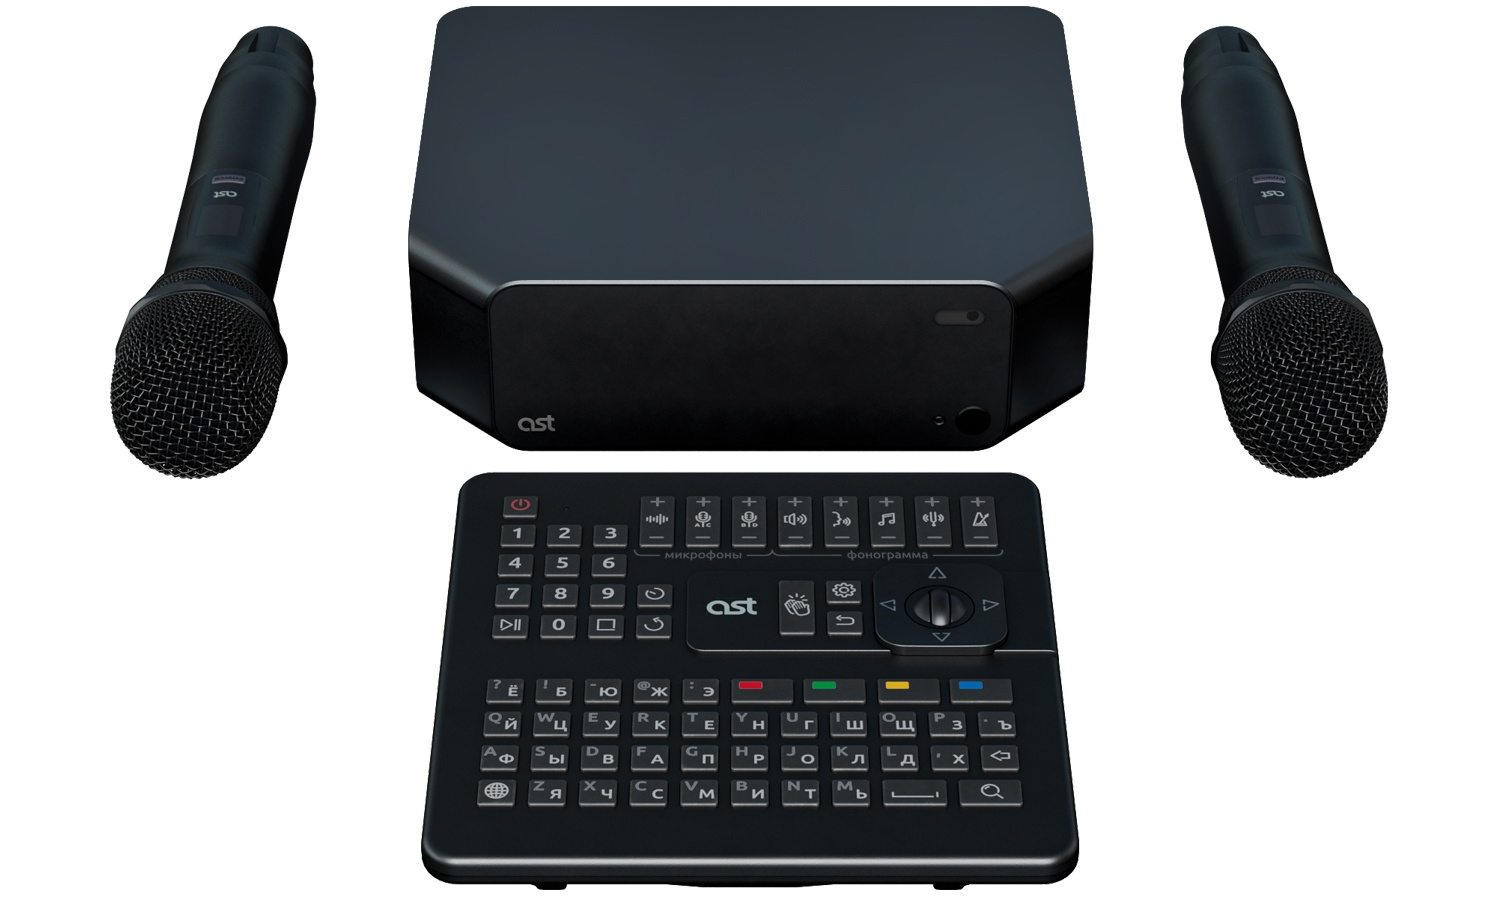 ast
ast
ast
A C
B D
1 2 3
микрофоны фонограмма
4 5 6
7 8 9
ast
0
? Ё ! Б - Ю @ Ж : Э
Q Й W Ц E У R К T Е Y Н U Г I Ш O Щ P З . Ъ
A Ф S Ы D В F А G П H Р J О K Л L Д , Х
Z Я X Ч C С V М B И N Т M Ь